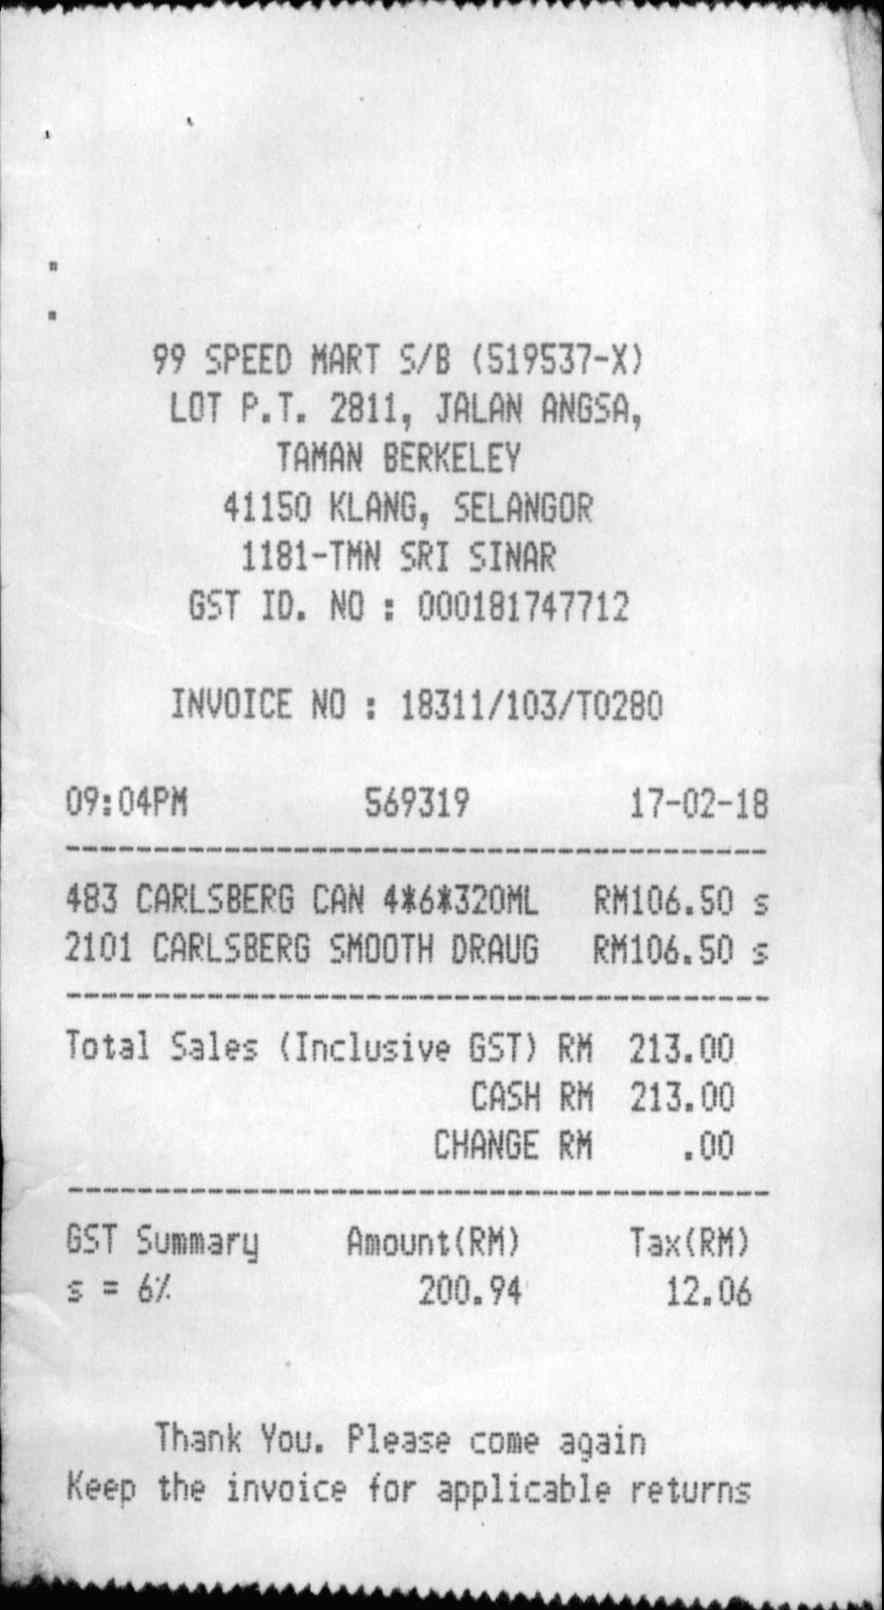 99 SPEED MART S/B (519537-X)
LOT P.T. 2811, JALAN ANGSA,
TAMAN BERKELEY
41150 KLANG, SELANGOR
1181-TMN SRI SINAR
GST ID. NO : 000181747712
INVOICE NO : 18311/103/T0280
09:04PM 569319 17-02-18
483 CARLSBERG CAN 4*6*320ML RM106.50 s
2101 CARLSBERG SMOOTH DRAUG RM106.50 s
Total Sales (Inclusive GST) RM 213.00
CASH RM 213.00
CHANGE RM .00
GST Summary Amount(RM) Tax(RM)
s = 6% 200.94 12.06
Thank You. Please come again
Keep the invoice for applicable returns